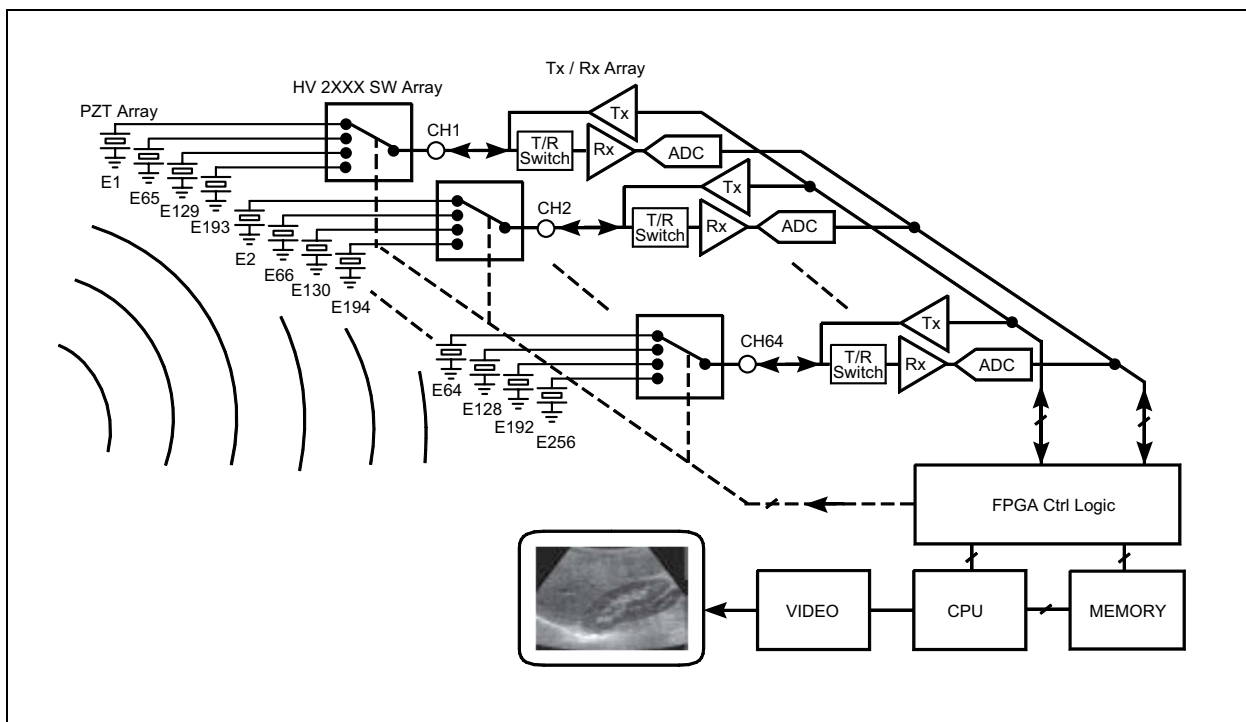 PZT Array
HV 2XXX SW Array
Tx / Rx Array
E1
E65
E129
E193
CH1
Tx
T/R
Switch
Rx
ADC
E2
E66
E130
E194
CH2
Tx
T/R
Switch
Rx
ADC
E64
E128
E192
E256
CH64
Tx
T/R
Switch
Rx
ADC
FPGA Ctrl Logic
VIDEO
CPU
MEMORY